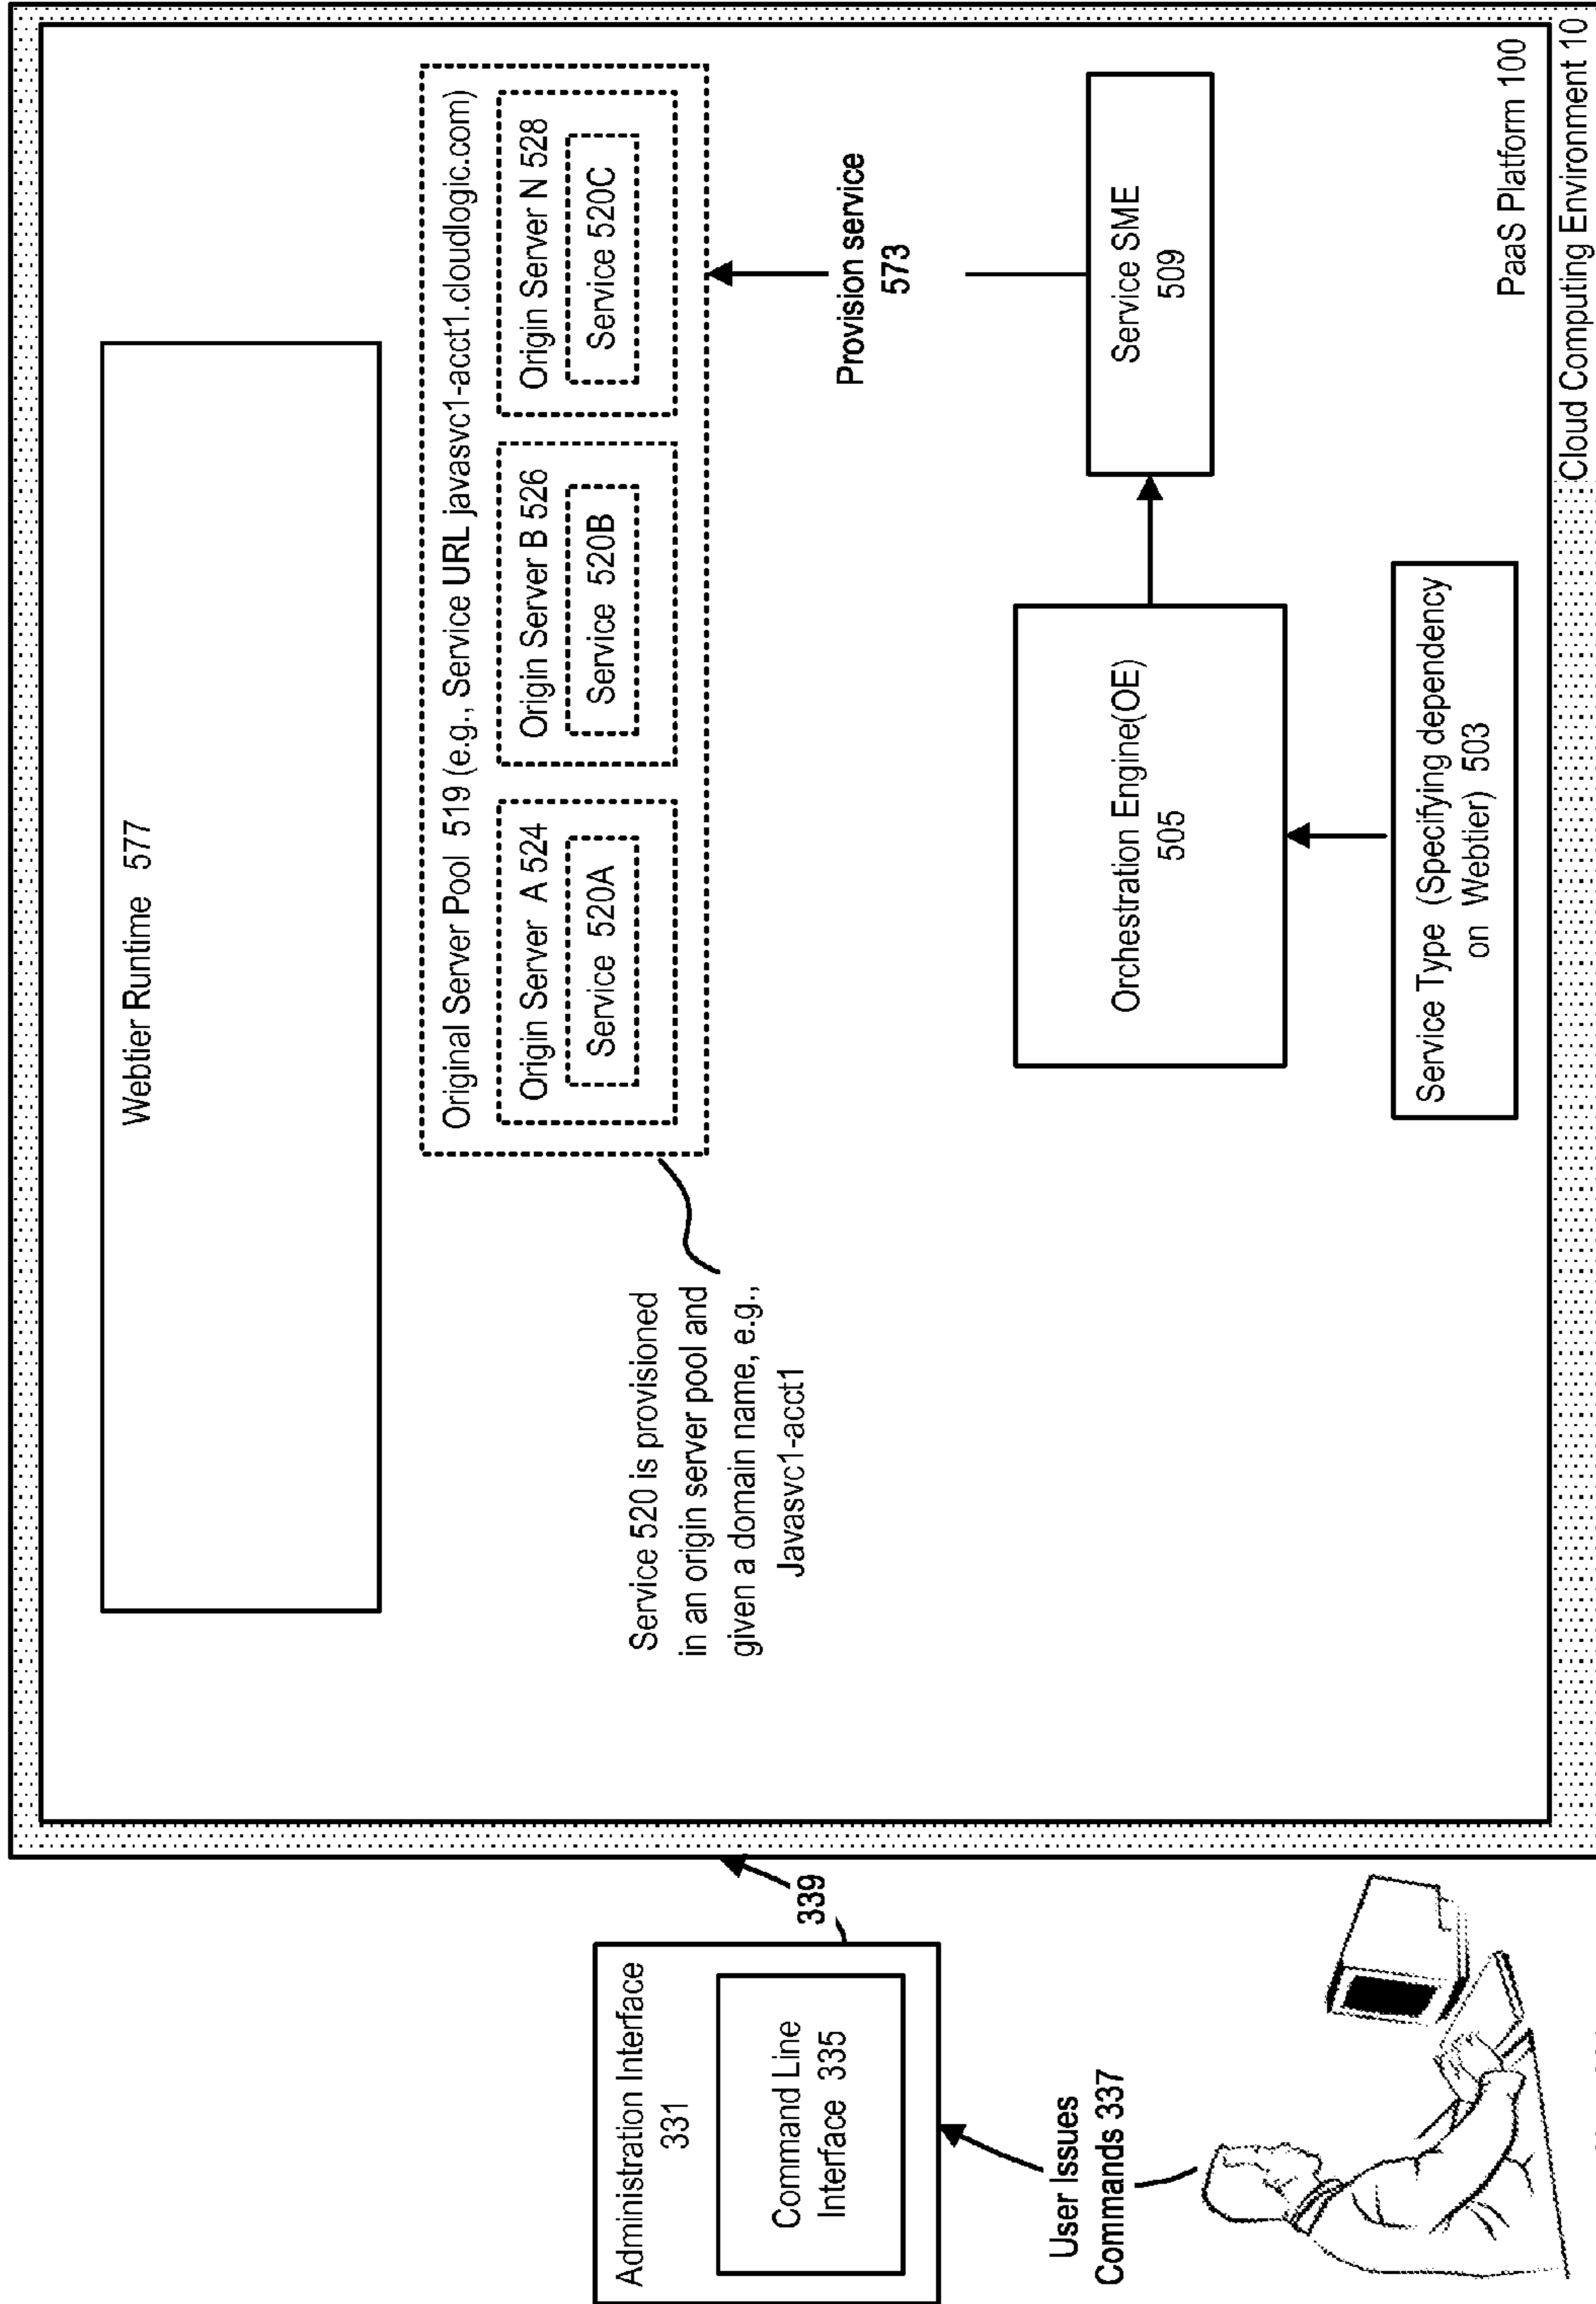 Webtier Runtime 577
Original Server Pool 519 (e.g., Service URL javasvc1-acct1.cloudlogic.com)
Origin Server A 524
Service 520A
Origin Server B 526
Service 520B
Origin Server N 528
Service 520C
Service 520 is provisioned
in an origin server pool and
given a domain name, e.g.,
Javasvc1-acct1
Provision service
573
Administration Interface
331
Command Line
Interface 335
339
User Issues
Commands 337
Orchestration Engine(OE)
505
Service SME
509
Service Type (Specifying dependency
on Webtier) 503
PaaS Platform 100
Cloud Computing Environment 10